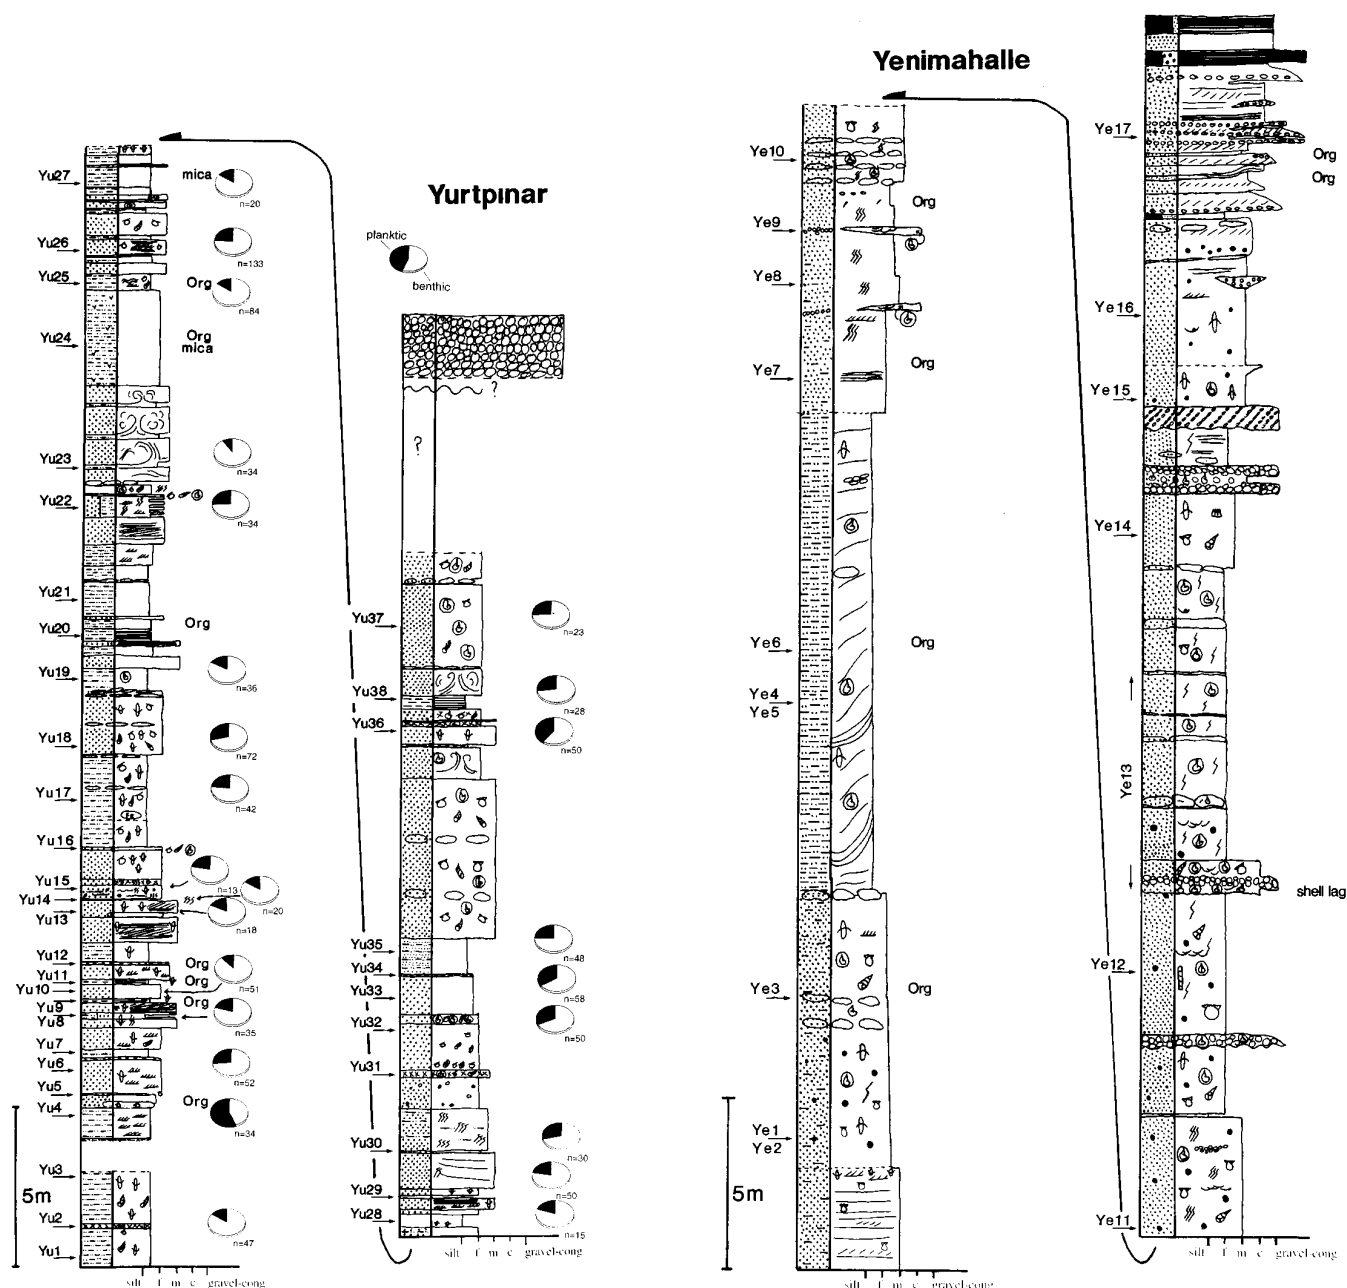 Yurtpınar
planktic
benthic
Yu27
mica
n=20
Yu26
n=133
Yu25
Org
n=84
Yu24
Org
mica
Yu23
n=34
Yu22
n=34
Yu21
Org
Yu20
Yu19
n=36
Yu18
n=72
Yu17
n=42
Yu16
Yu15
n=13
Yu14
n=20
Yu13
n=18
Yu12
Org
Yu11
Org
Yu10
n=51
Yu9
Org
Yu8
n=35
Yu7
Yu6
n=52
Yu5
Org
Yu4
n=34
Yu3
5m
Yu2
n=47
Yu1
silt f m c gravel-cong
?
?
Yu37
n=23
Yu38
n=28
Yu36
n=50
Yu35
n=48
Yu34
n=58
Yu33
Yu32
n=50
Yu31
Yu30
n=30
Yu29
n=50
Yu28
n=15
silt f m c gravel-cong
Yenimahalle
Ye10
Org
Ye9
Ye8
Org
Ye7
Ye6
Org
Ye4
Ye5
Ye3
Org
Ye1
Ye2
5m
silt f m c gravel-cong
Ye17
Org
Org
Ye16
Ye15
Ye14
Ye13
shell lag
Ye12
Ye11
silt f m c gravel-cong